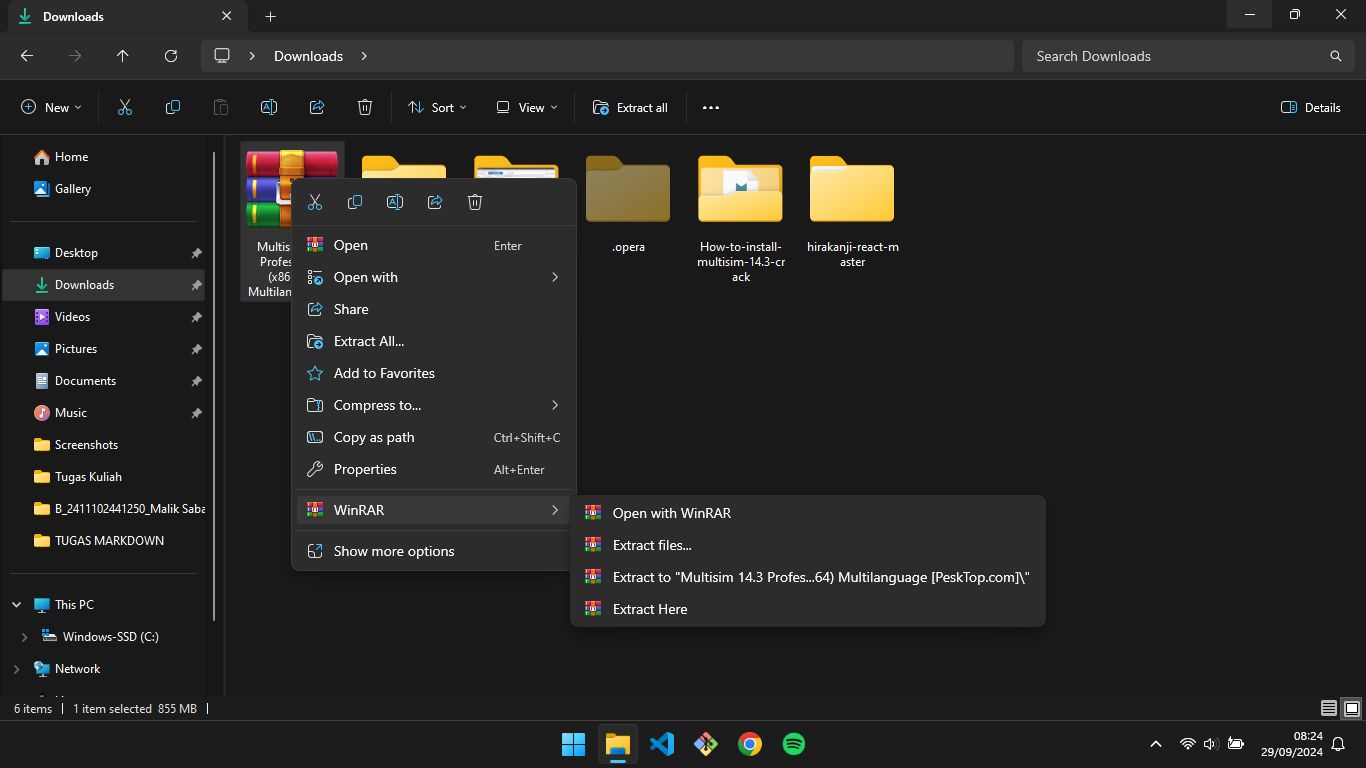 Downloads
Downloads
Search Downloads
New
Sort
View
Extract all
Details
Home
Gallery
Desktop
Downloads
Videos
Pictures
Documents
Music
Screenshots
Tugas Kuliah
B_2411102441250_Malik Saba
TUGAS MARKDOWN
This PC
Windows-SSD (C:)
Network
Multis
Profes
(x86
Multilan
.opera
How-to-install-
multisim-14.3-cr
ack
hirakanji-react-m
aster
Open Enter
Open with
Share
Extract All...
Add to Favorites
Compress to...
Copy as path Ctrl+Shift+C
Properties Alt+Enter
WinRAR
Show more options
Open with WinRAR
Extract files...
Extract to "Multisim 14.3 Profes...64) Multilanguage [PeskTop.com]\"
Extract Here
6 items
1 item selected 855 MB
08:24
29/09/2024